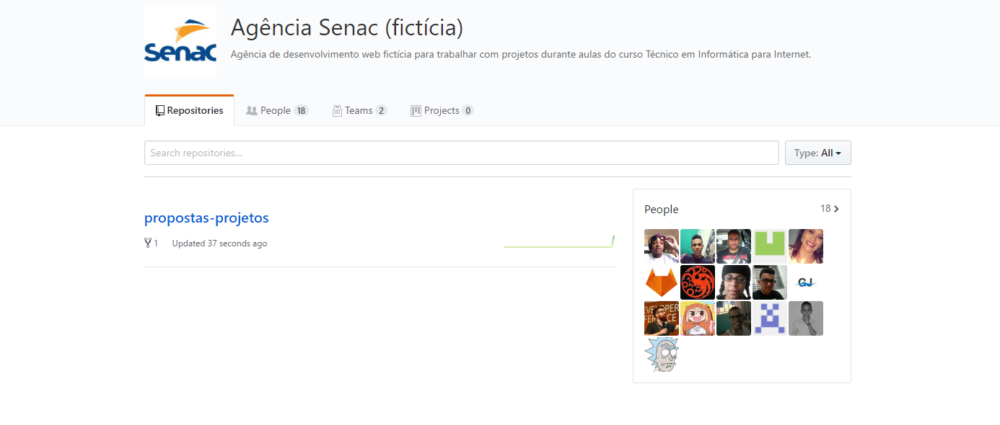 Senac
Agência Senac (fictícia)
Agência de desenvolvimento web fictícia para trabalhar com projetos durante aulas do curso Técnico em Informática para Internet.
Repositories
People 18
Teams 2
Projects 0
Search repositories...
Type: All
propostas-projetos
1 Updated 37 seconds ago
People 18
GJ